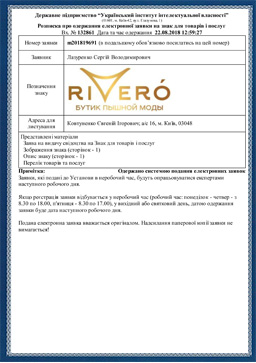 Державне підприємство "Український інститут інтелектуальної власності"
Розписка про одержання електронної заявки на знак для товарів і послуг
Вх. № 132861 Дата та час одержання 22.08.2018 12:59:27
Номер заявки
m201819691 (в подальшому обов'язково посилатись на цей номер)
Заявник
Лазуренко Сергій Володимирович
Позначення знаку
RIVERÓ
БУТИК ПЫШНОЙ МОДЫ
Адреса для листування
Ковтуненко Євгеній Ігорович; а/с 16, м. Київ, 03048
Представлені матеріали
Заява на видачу свідоцтва на Знак для товарів і послуг
Зображення знака (сторінок - 1)
Опис знаку (сторінок - 1)
Перелік товарів та послуг
Примітка:
Одержано системою подання електронних заявок
Заявки, які подані до Установи в неробочий час, будуть опрацьовуватися експертами
наступного робочого дня.
Якщо реєстрація заявки відбувається у неробочий час (робочий час: понеділок - четвер - з
8.30 по 18.00, п'ятниця - 8.30 по 17.00), у вихідний або святковий день, датою одержання
заявки буде дата наступного робочого дня.
Подана електронна заявка вважається оригіналом. Надсилання паперової копії заявки не
вимагається!